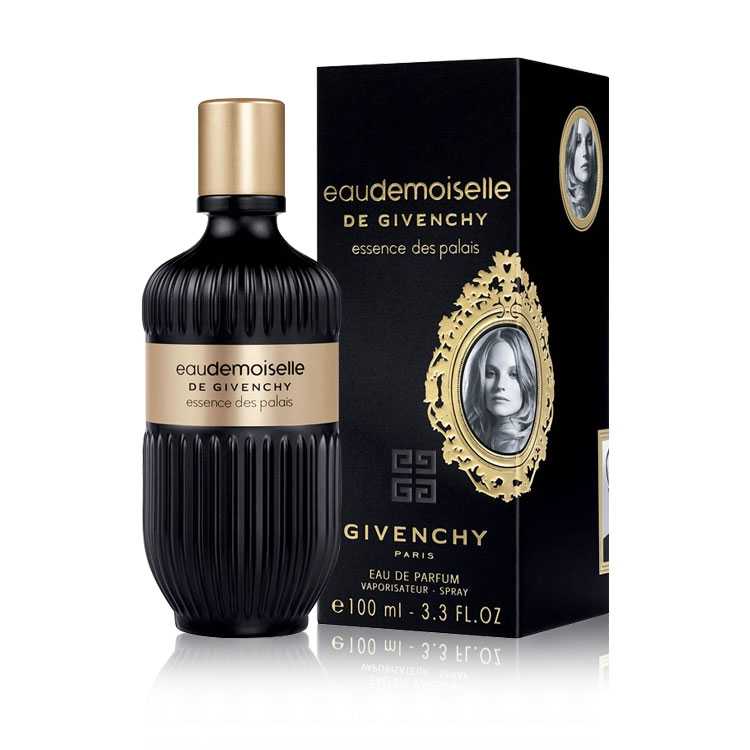 eaudemoiselle
DE GIVENCHY
essence des palais
eaudemoiselle
DE GIVENCHY
essence des palais
GIVENCHY
PARIS
EAU DE PARFUM
VAPORISATEUR - SPRAY
e 100 ml - 3.3 FL.OZ